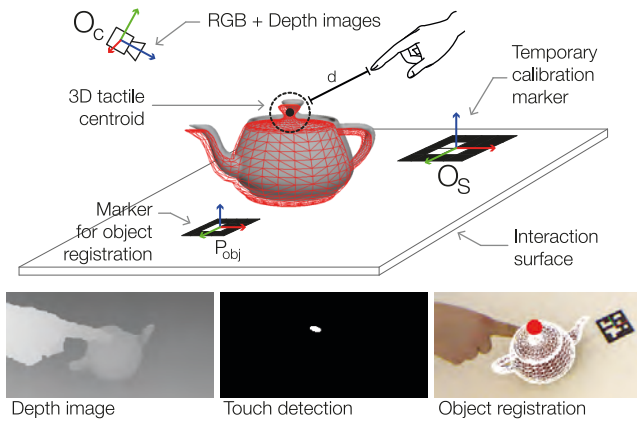 O_C
RGB + Depth images
d
3D tactile
centroid
Temporary
calibration
marker
O_S
Marker
for object
registration
P_obj
Interaction
surface
Depth image
Touch detection
Object registration